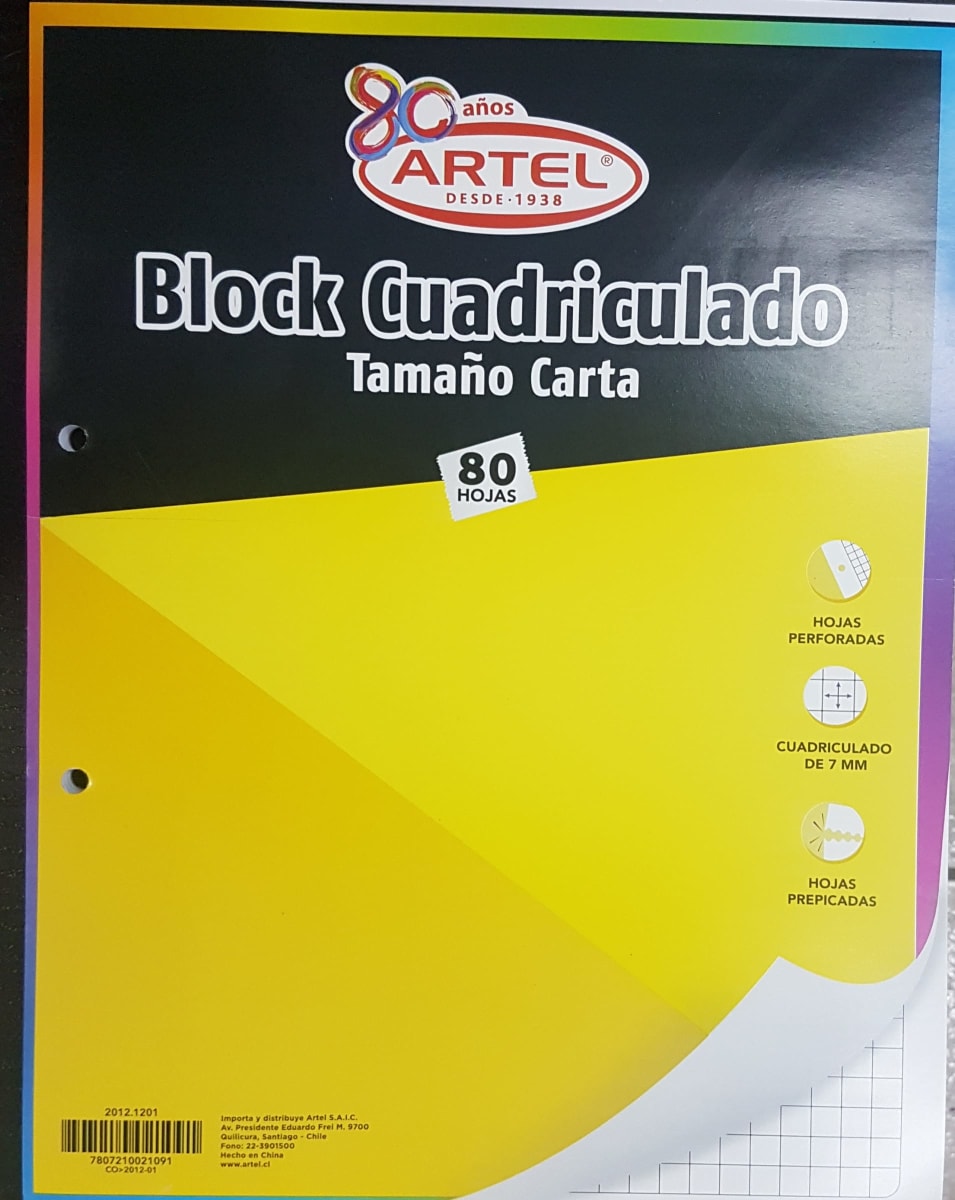 80 años
ARTEL®
DESDE·1938
Block Cuadriculado
Tamaño Carta
80
HOJAS
HOJAS
PERFORADAS
CUADRICULADO
DE 7 MM
HOJAS
PREPICADAS
2012.1201
7807210021091
CO>2012-01
Importa y distribuye Artel S.A.I.C.
Av. Presidente Eduardo Frei M. 9700
Quilicura, Santiago - Chile
Fono: 22-3901500
Hecho en China
www.artel.cl